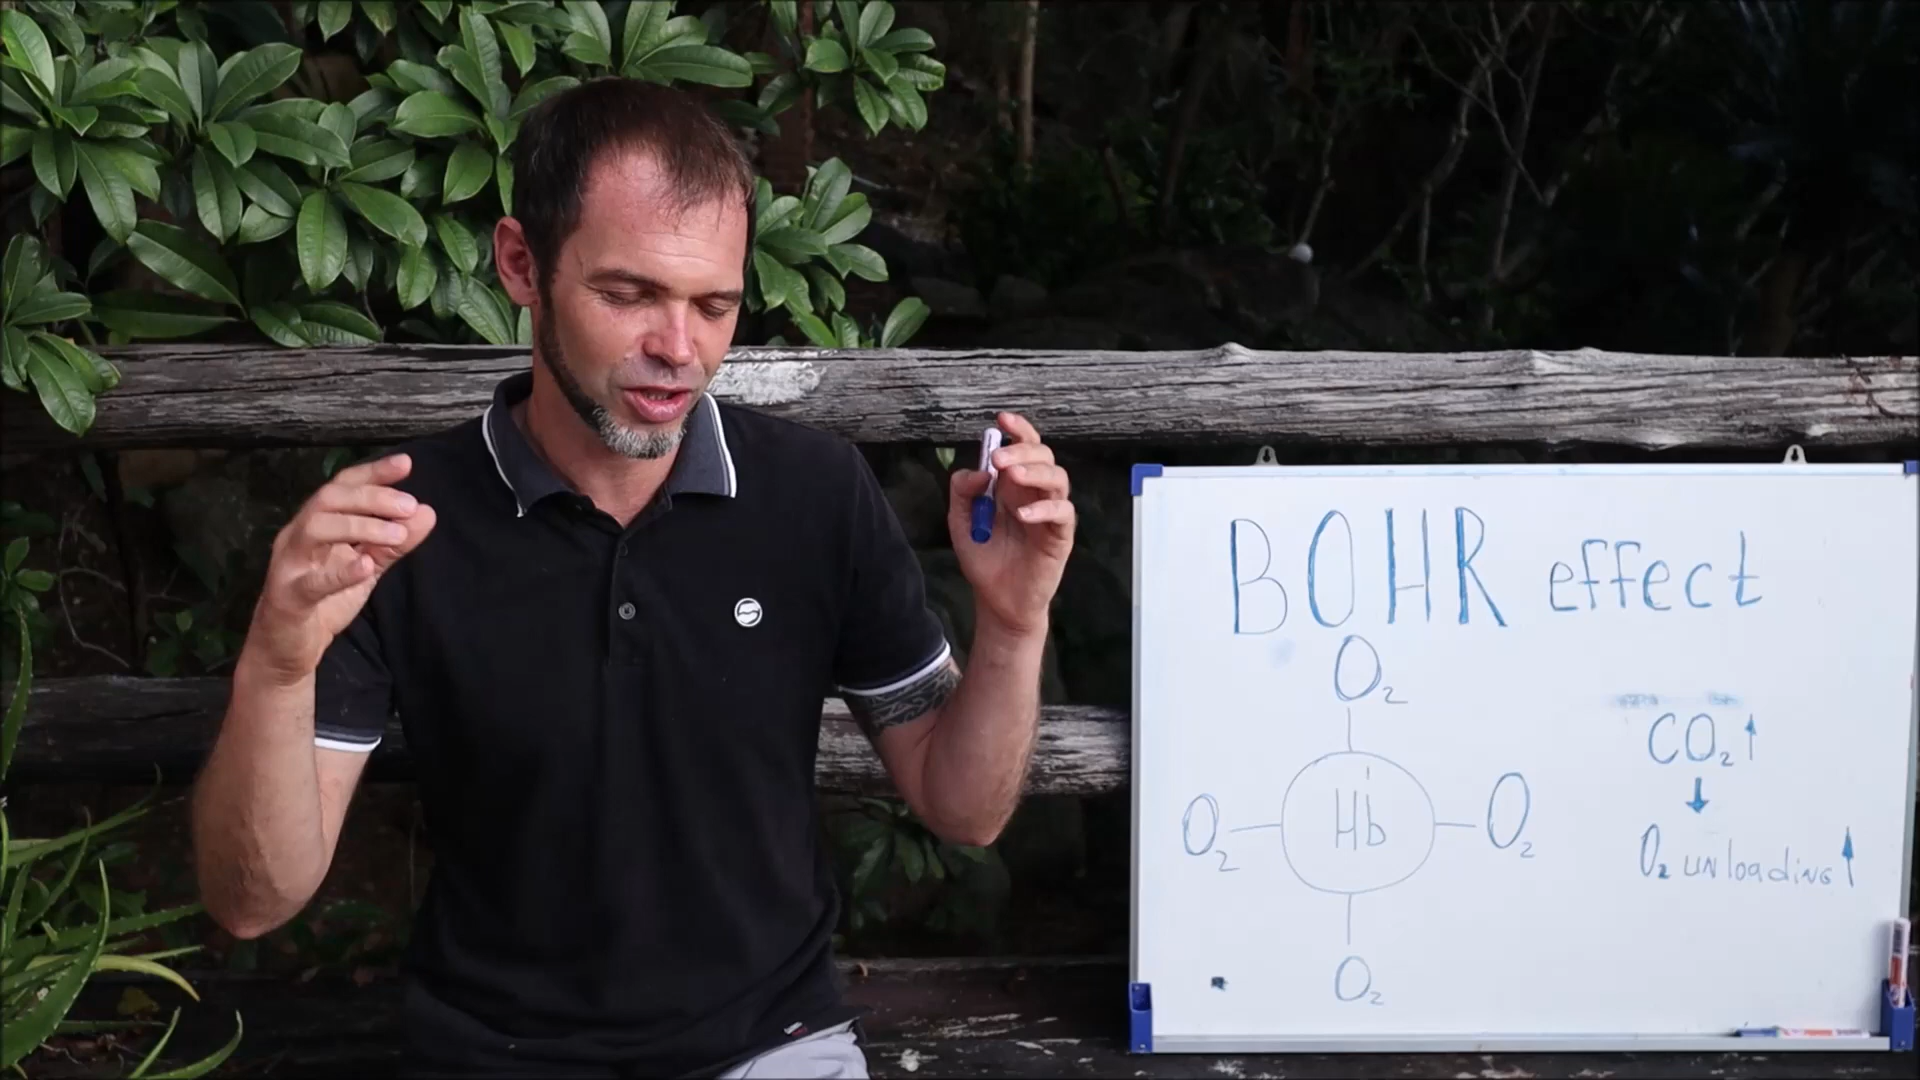 BOHR effect
O₂
CO₂↑
↓
O₂ Hb O₂
O₂ unloading↑
O₂